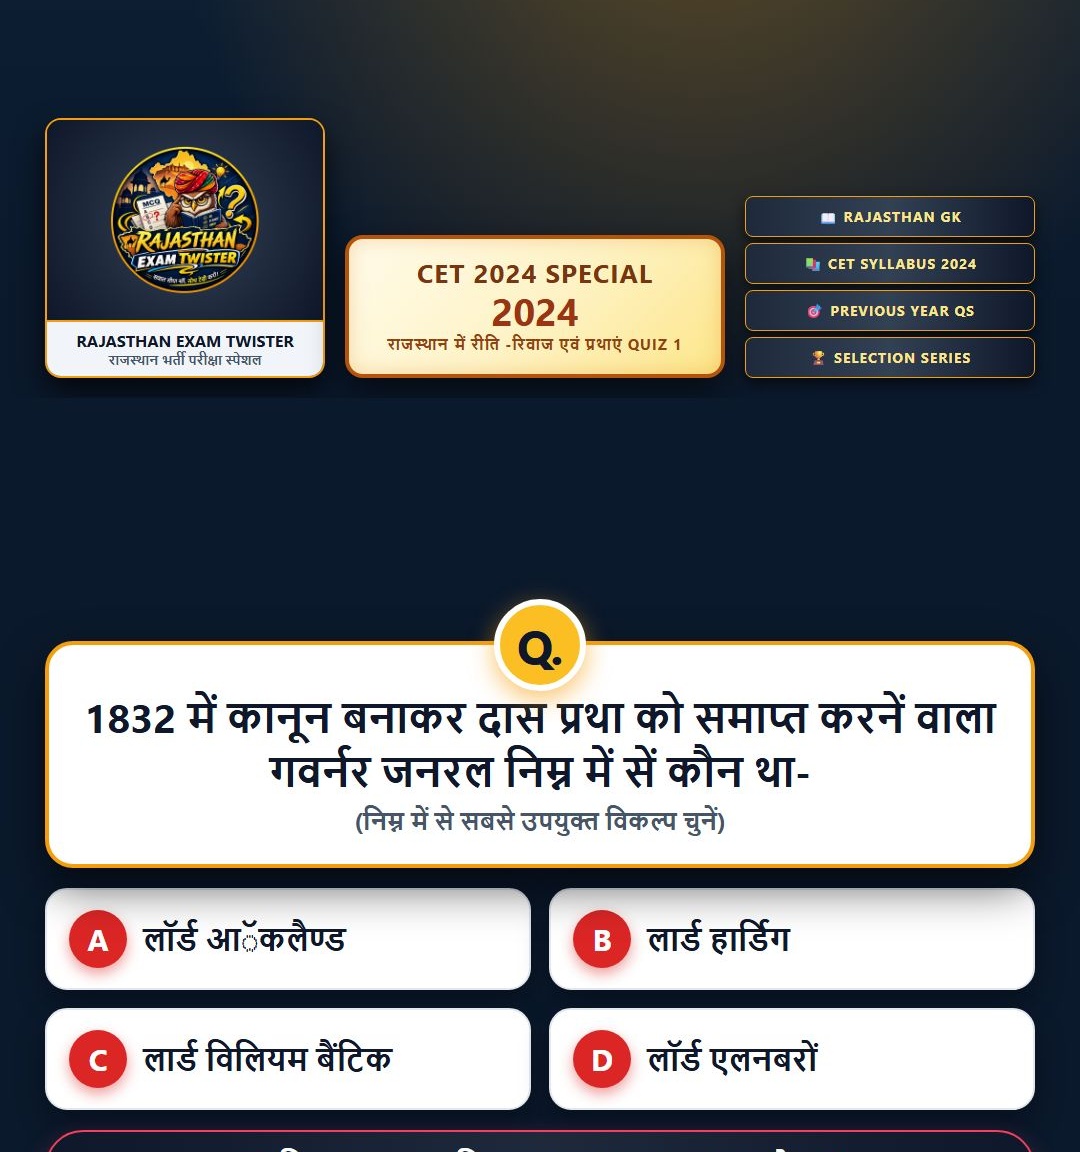 MCQ
RAJASTHAN
EXAM TWISTER
RAJASTHAN EXAM TWISTER
राजस्थान भर्ती परीक्षा स्पेशल
CET 2024 SPECIAL
2024
राजस्थान में रीति -रिवाज एवं प्रथाएं QUIZ 1
RAJASTHAN GK
CET SYLLABUS 2024
PREVIOUS YEAR QS
SELECTION SERIES
Q.
1832 में कानून बनाकर दास प्रथा को समाप्त करनें वाला
गवर्नर जनरल निम्न में सें कौन था-
(निम्न में से सबसे उपयुक्त विकल्प चुनें)
A लॉर्ड आॅकलैण्ड
B लार्ड हार्डिग
C लार्ड विलियम बैंटिक
D लॉर्ड एलनबरों